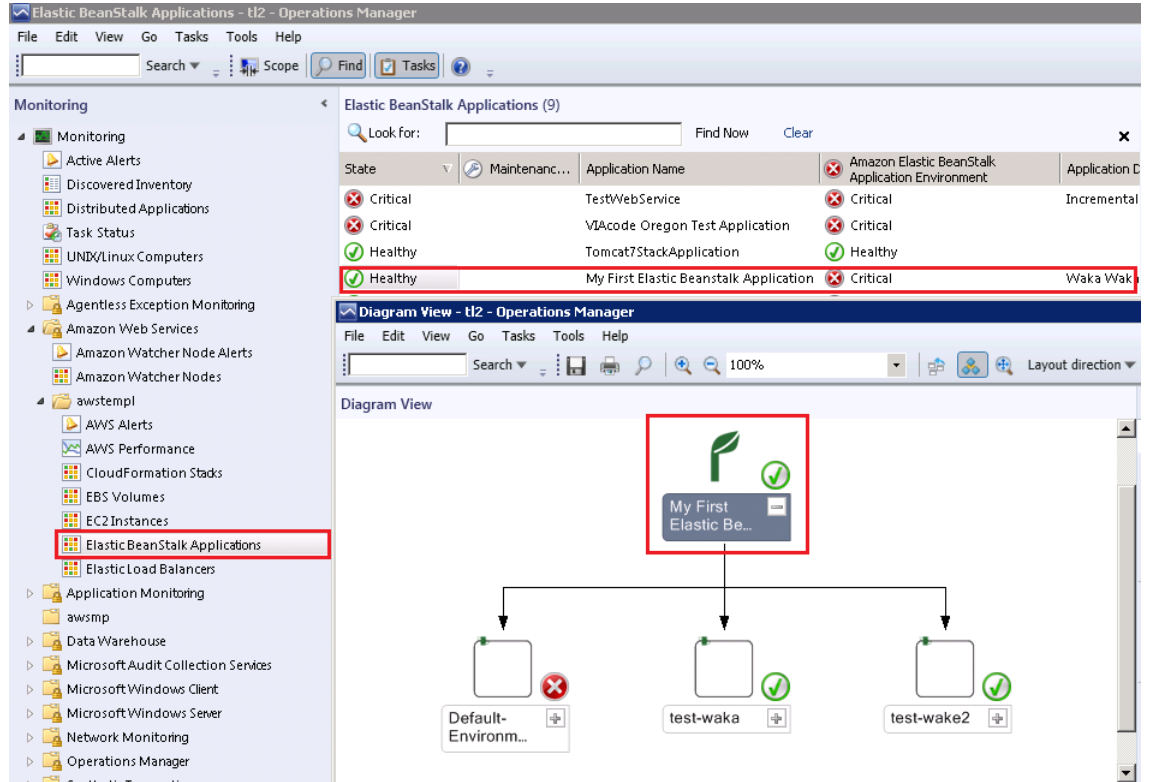 Elastic BeanStalk Applications - tl2 - Operations Manager
File Edit View Go Tasks Tools Help
Search Scope Find Tasks
Monitoring
Monitoring
Active Alerts
Discovered Inventory
Distributed Applications
Task Status
UNIX/Linux Computers
Windows Computers
Agentless Exception Monitoring
Amazon Web Services
Amazon Watcher Node Alerts
Amazon Watcher Nodes
awstempl
AWS Alerts
AWS Performance
CloudFormation Stacks
EBS Volumes
EC2 Instances
Elastic BeanStalk Applications
Elastic Load Balancers
Application Monitoring
awsmp
Data Warehouse
Microsoft Audit Collection Services
Microsoft Windows Client
Microsoft Windows Server
Network Monitoring
Operations Manager
Elastic BeanStalk Applications (9)
Look for: Find Now Clear
State Maintenanc... Application Name Amazon Elastic BeanStalk Application Environment Application D
Critical TestWebService Critical Incremental
Critical VIAcode Oregon Test Application Critical
Healthy Tomcat7StackApplication Healthy
Healthy My First Elastic Beanstalk Application Critical Waka Wak
Diagram View - tl2 - Operations Manager
File Edit View Go Tasks Tools Help
Search 100% Layout direction
Diagram View
My First
Elastic Be...
Default-
Environm...
test-waka
test-wake2